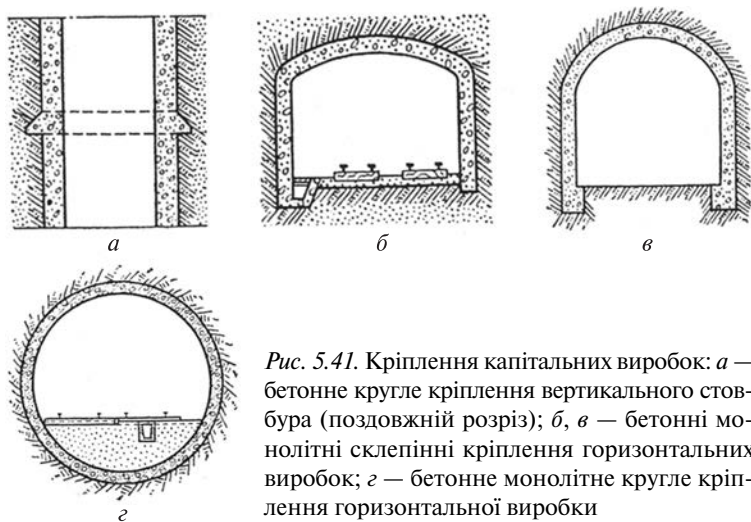 а
б
в
г
Рис. 5.41. Кріплення капітальних виробок: а —
бетонне кругле кріплення вертикального стов-
бура (поздовжній розріз); б, в — бетонні мо-
нолітні склепінні кріплення горизонтальних
виробок; г — бетонне монолітне кругле кріп-
лення горизонтальної виробки